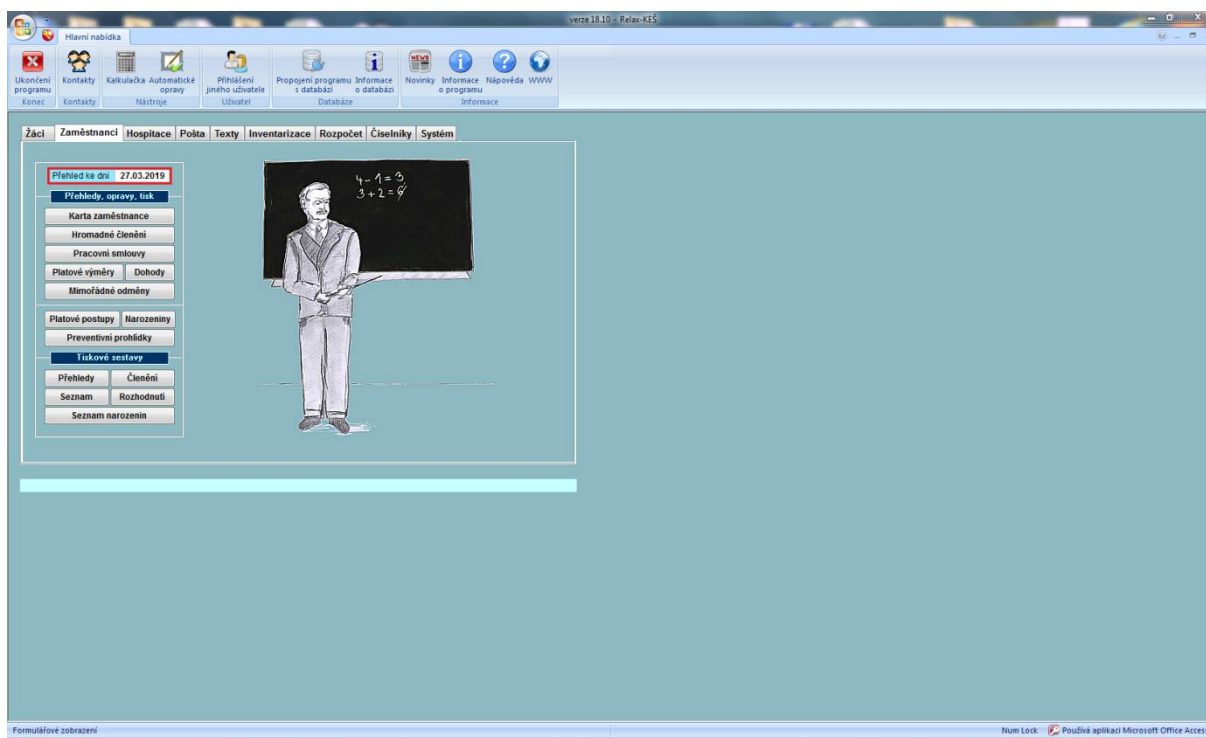 verze 18.10 - Relax-KEŠ
Hlavní nabídka
Ukončení programu
Kontakty
Kalkulačka
Automatické opravy
Přihlášení jiného uživatele
Propojení programu s databází
Informace o databázi
Novinky
Informace o programu
Nápověda
WWW
Konec
Kontakty
Nástroje
Uživatel
Databáze
Informace
Žáci Zaměstnanci Hospitace Pošta Texty Inventarizace Rozpočet Číselníky Systém
Přehled ke dni 27.03.2019
Přehledy, opravy, tisk
Karta zaměstnance
Hromadné členění
Pracovní smlouvy
Platové výměry Dohody
Mimořádné odměny
Platové postupy Narozeniny
Preventivní prohlídky
Tiskové sestavy
Přehledy Členění
Seznam Rozhodnutí
Seznam narozenin
4 - 1 = 3
3 + 2 =
NEWS
Formulářové zobrazení
Num Lock Používá aplikaci Microsoft Office Acces